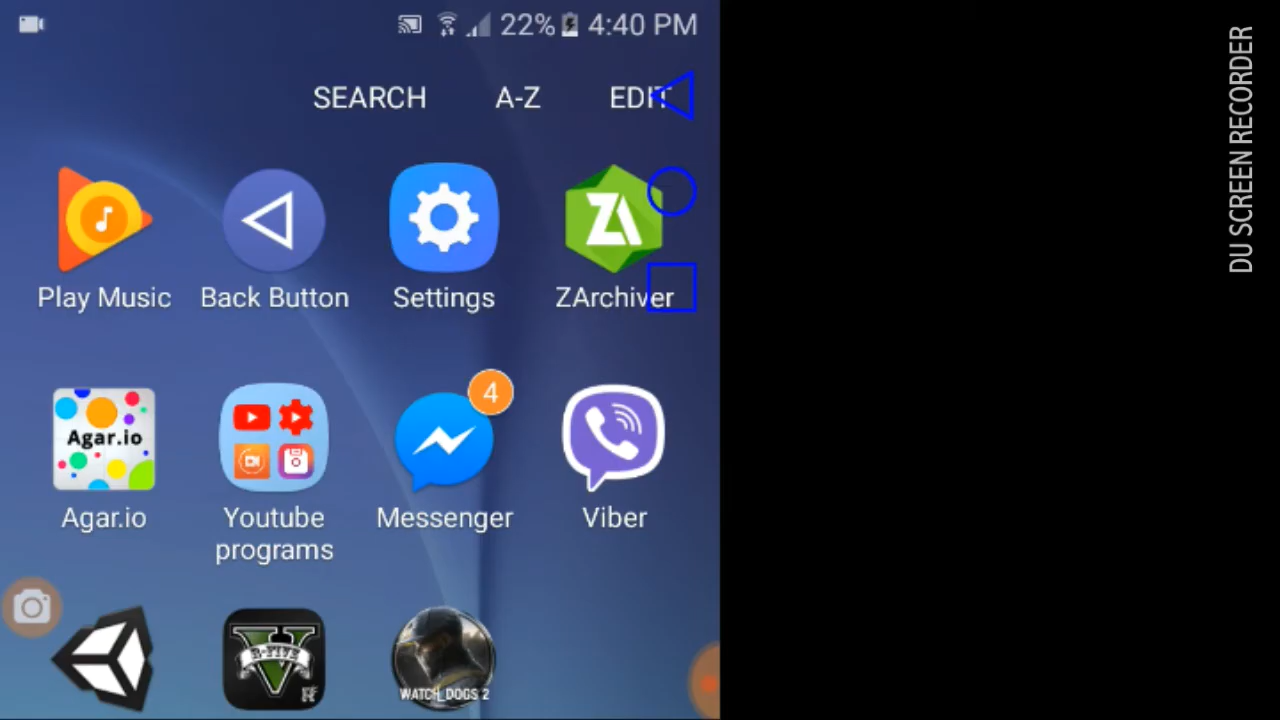 22% 4:40 PM
SEARCH A-Z EDIT
Play Music Back Button Settings ZArchiver
Agar.io
4
Agar.io Youtube programs Messenger Viber
V
R-FIVE
WATCH_DOGS 2
DU SCREEN RECORDER